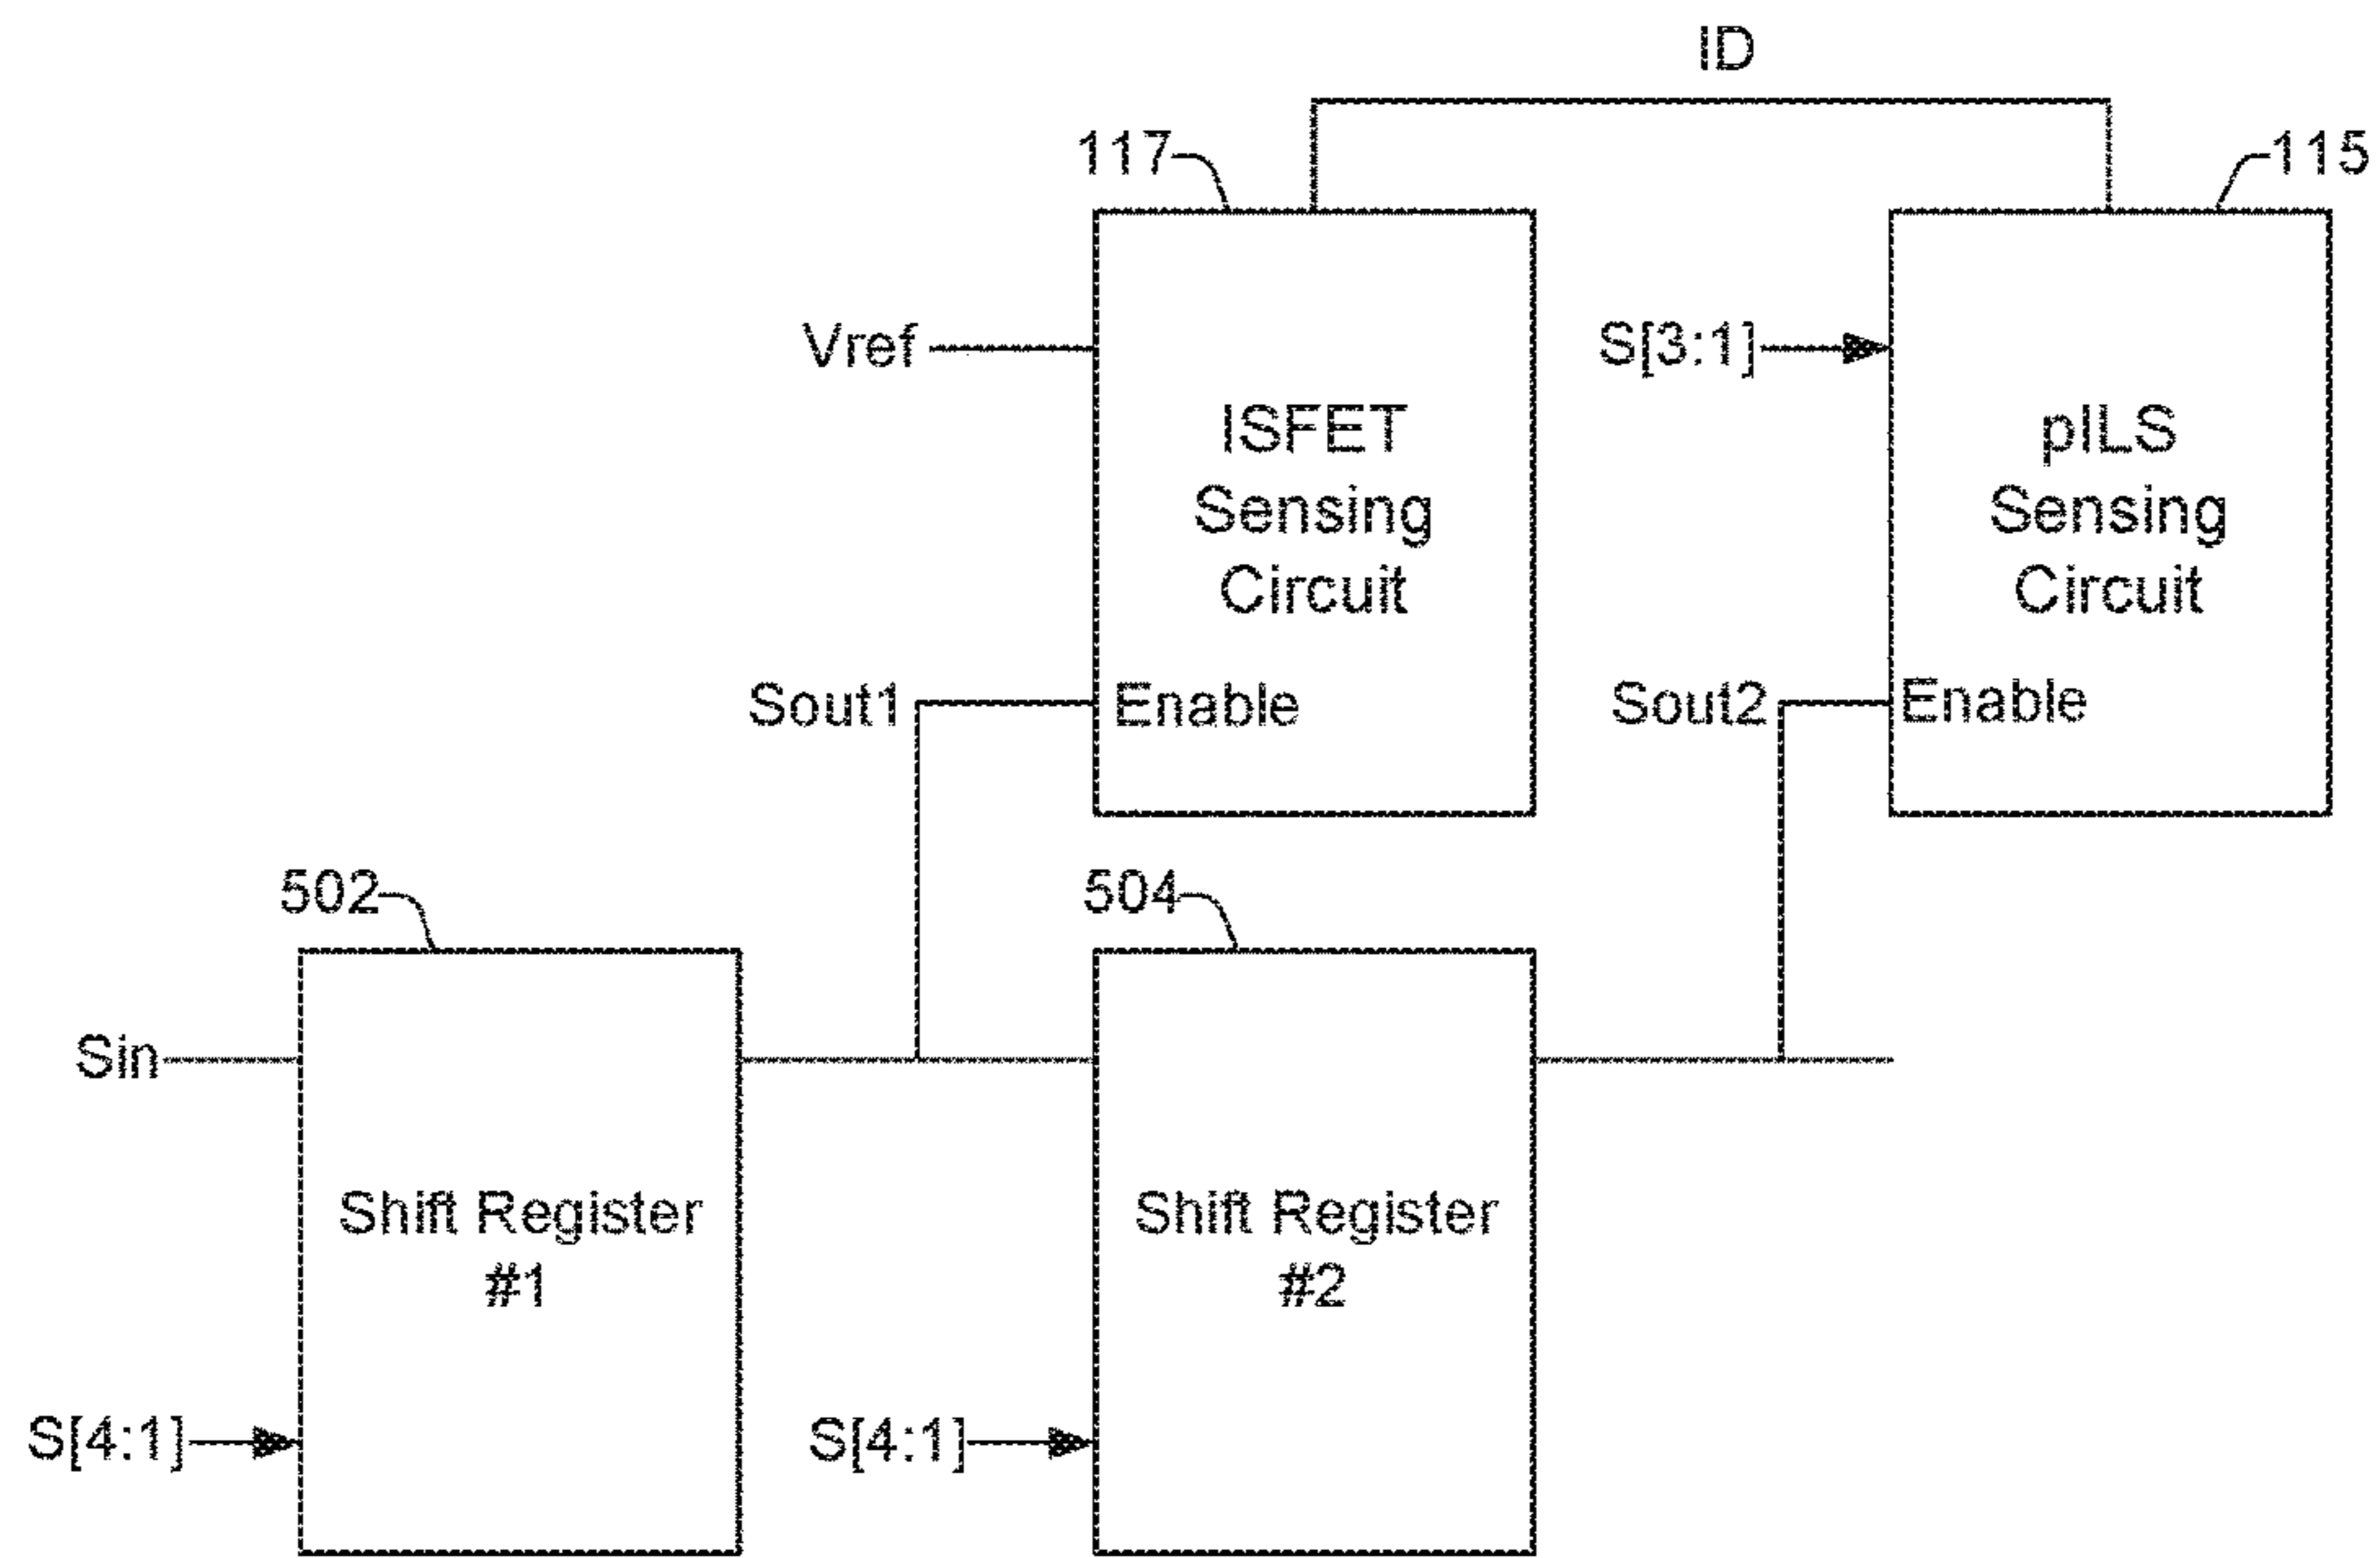 ID
117
115
Vref
S[3:1]
ISFET
Sensing
Circuit
pILS
Sensing
Circuit
Sout1
Enable
Sout2
Enable
502
504
Sin
Shift Register
#1
Shift Register
#2
S[4:1]
S[4:1]